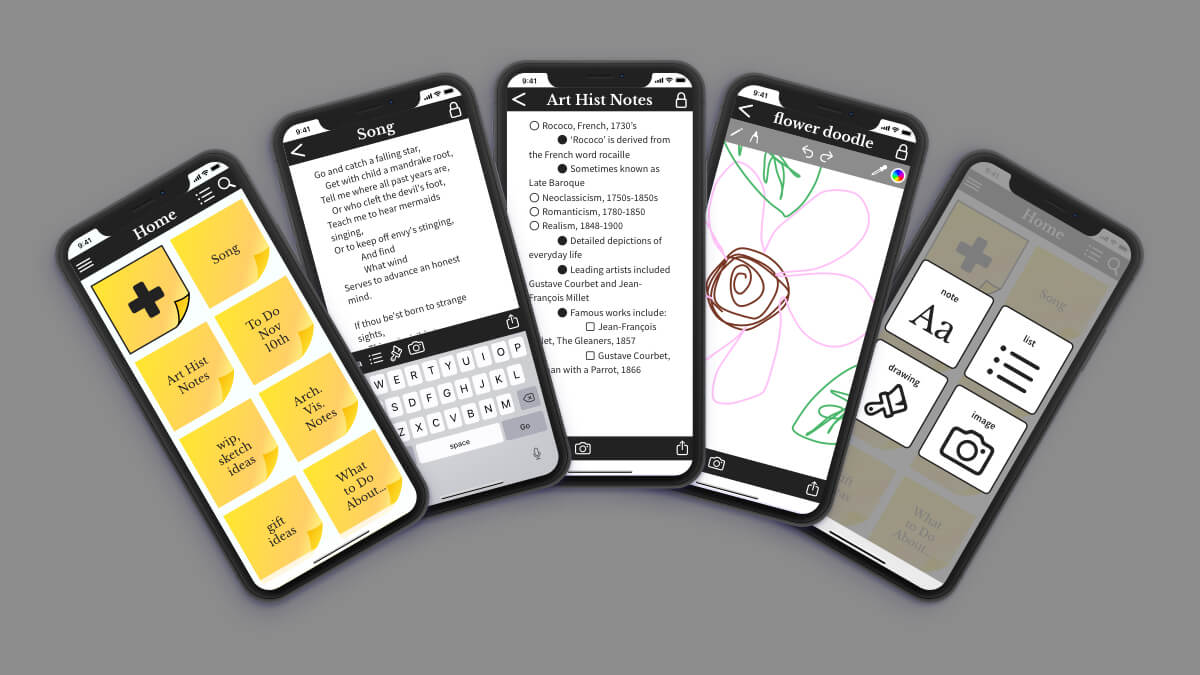 9:41
Home
Song
To Do
Nov
10th
Art Hist
Notes
Arch.
Vis.
Notes
wip,
sketch
ideas
What
to Do
About...
gift
ideas
9:41
Song
Go and catch a falling star,
Get with child a mandrake root,
Tell me where all past years are,
Or who cleft the devil's foot,
Teach me to hear mermaids
singing,
Or to keep off envy's stinging,
And find
What wind
Serves to advance an honest
mind.
If thou be'st born to strange
sights,
W E R T Y U I O P
S D F G H J K L
Z X C V B N M
space
Go
9:41
Art Hist Notes
Rococo, French, 1730's
'Rococo' is derived from
the French word rocaille
Sometimes known as
Late Baroque
Neoclassicism, 1750s-1850s
Romanticism, 1780-1850
Realism, 1848-1900
Detailed depictions of
everyday life
Leading artists included
Gustave Courbet and Jean-
François Millet
Famous works include:
Jean-François
The Gleaners, 1857
Gustave Courbet,
with a Parrot, 1866
9:41
flower doodle
A
9:41
Home
Song
note
Aa
list
drawing
image
What
to Do
About...